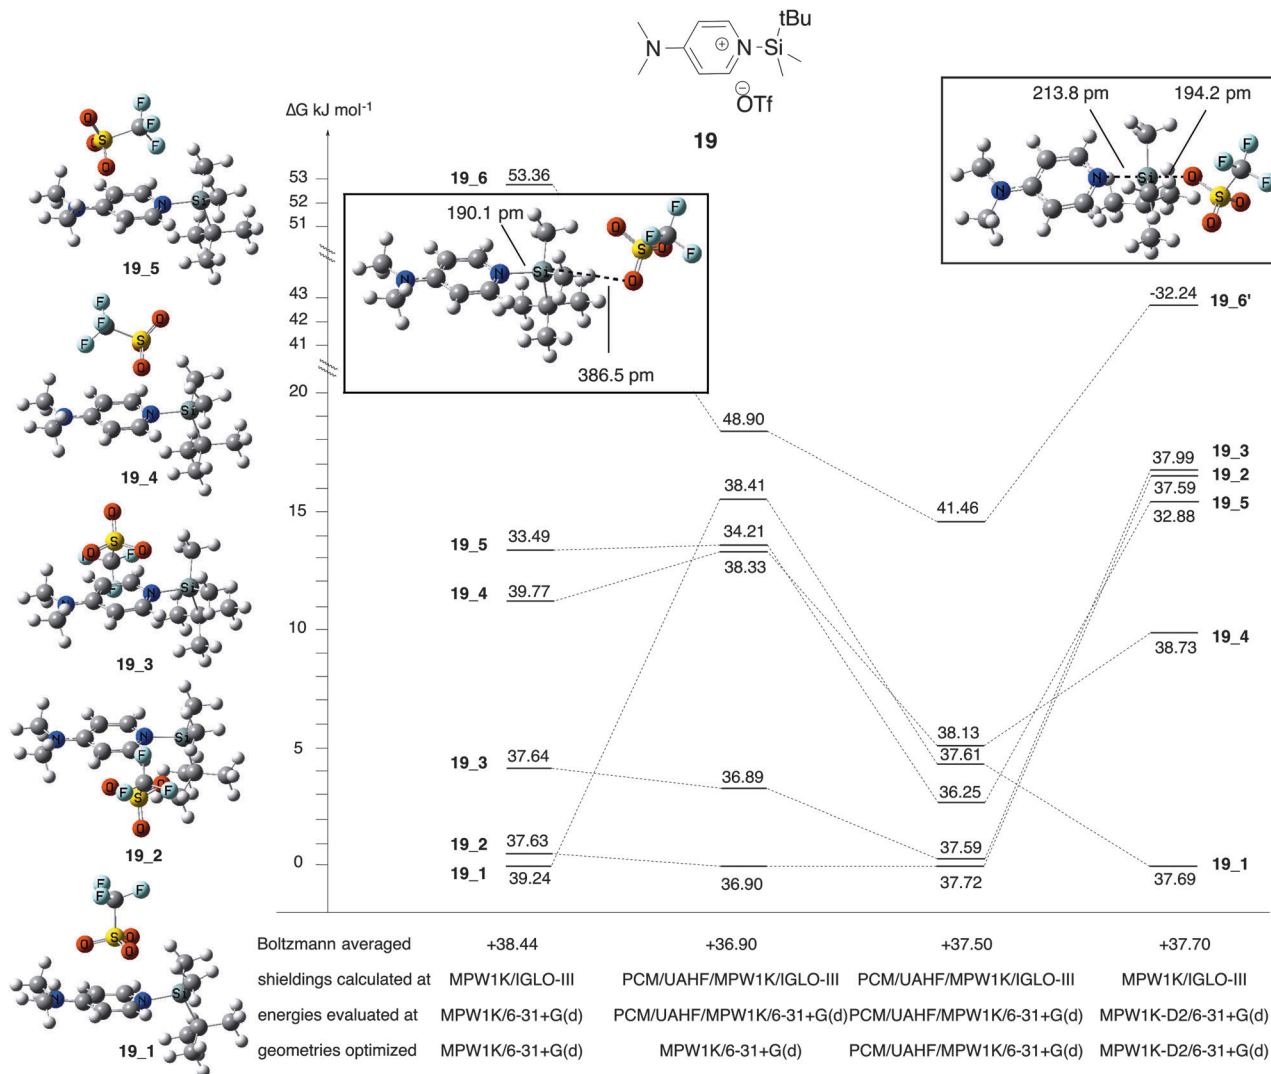 tBu
N
N
Si
OTf
19
ΔG kJ mol-1
53
52
51
43
42
41
20
15
10
5
0
19_5
19_4
19_3
19_2
19_1
19_6 53.36
190.1 pm
386.5 pm
213.8 pm
194.2 pm
19_5 33.49
19_4 39.77
19_3 37.64
19_2 37.63
19_1 39.24
48.90
38.41
34.21
38.33
36.89
36.90
41.46
38.13
37.61
36.25
37.59
37.72
-32.24 19_6'
37.99 19_3
37.59 19_2
32.88 19_5
38.73 19_4
37.69 19_1
Boltzmann averaged +38.44 +36.90 +37.50 +37.70
shieldings calculated at MPW1K/IGLO-III PCM/UAHF/MPW1K/IGLO-III PCM/UAHF/MPW1K/IGLO-III MPW1K/IGLO-III
energies evaluated at MPW1K/6-31+G(d) PCM/UAHF/MPW1K/6-31+G(d) PCM/UAHF/MPW1K/6-31+G(d) MPW1K-D2/6-31+G(d)
geometries optimized MPW1K/6-31+G(d) MPW1K/6-31+G(d) PCM/UAHF/MPW1K/6-31+G(d) MPW1K-D2/6-31+G(d)